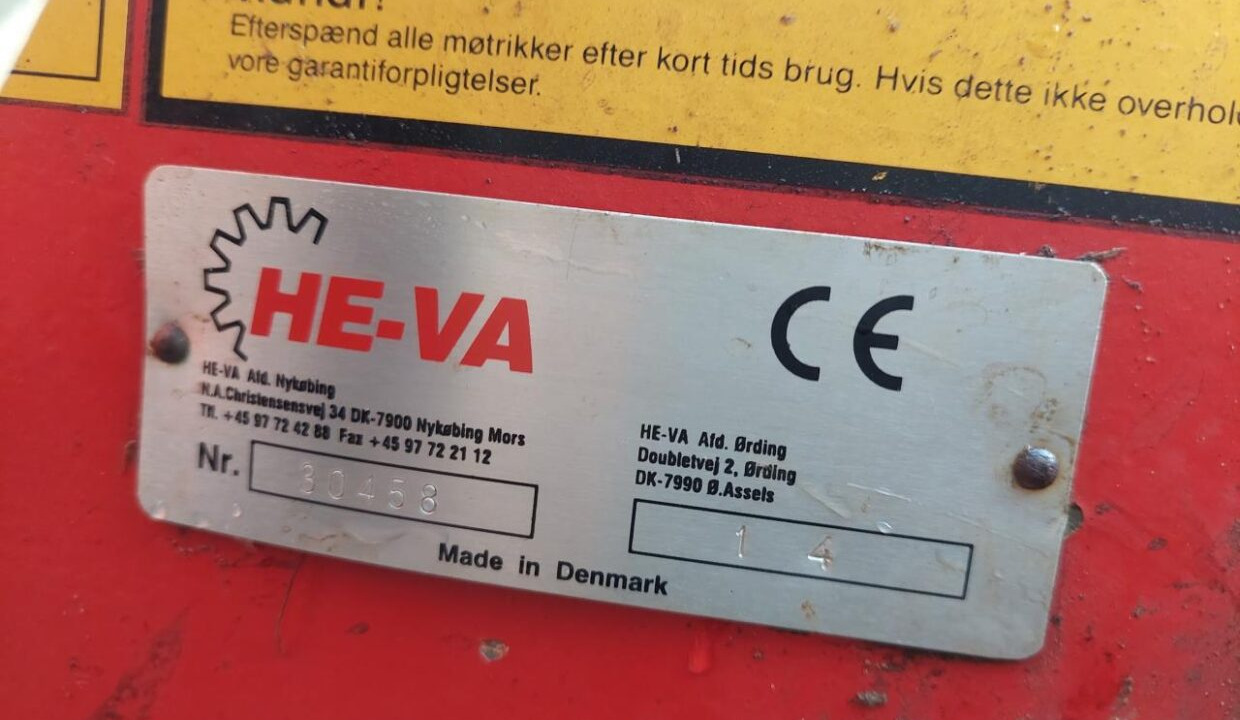 Efterspænd alle møtrikker efter kort tids brug. Hvis dette ikke
vore garantiforpligtelser.
HE-VA
CE
HE-VA Afd. Nykøbing
N.A.Christensensvej 34 DK-7900 Nykøbing Mors
Tlf. +45 97 72 42 88 Fax +45 97 72 21 12
Nr. 30458
HE-VA Afd. Ørding
Doubletvej 2, Ørding
DK-7990 Ø.Assels
1 4
Made in Denmark